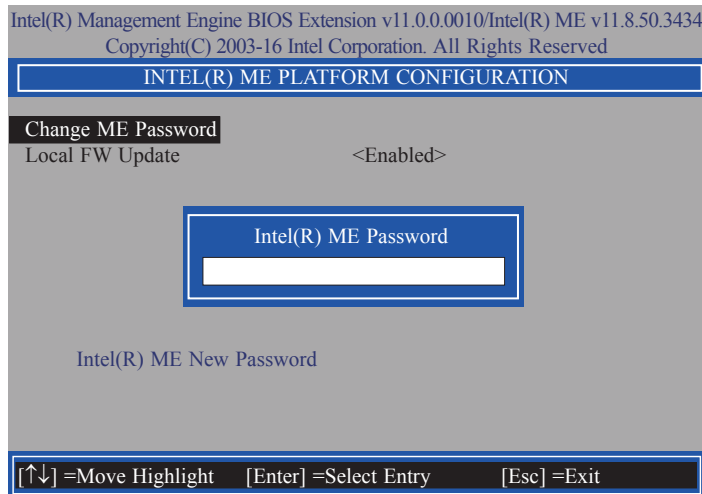 Intel(R) Management Engine BIOS Extension v11.0.0.0010/Intel(R) ME v11.8.50.3434
Copyright(C) 2003-16 Intel Corporation. All Rights Reserved
INTEL(R) ME PLATFORM CONFIGURATION
Change ME Password
Local FW Update <Enabled>
Intel(R) ME Password
Intel(R) ME New Password
[↑↓] =Move Highlight [Enter] =Select Entry [Esc] =Exit